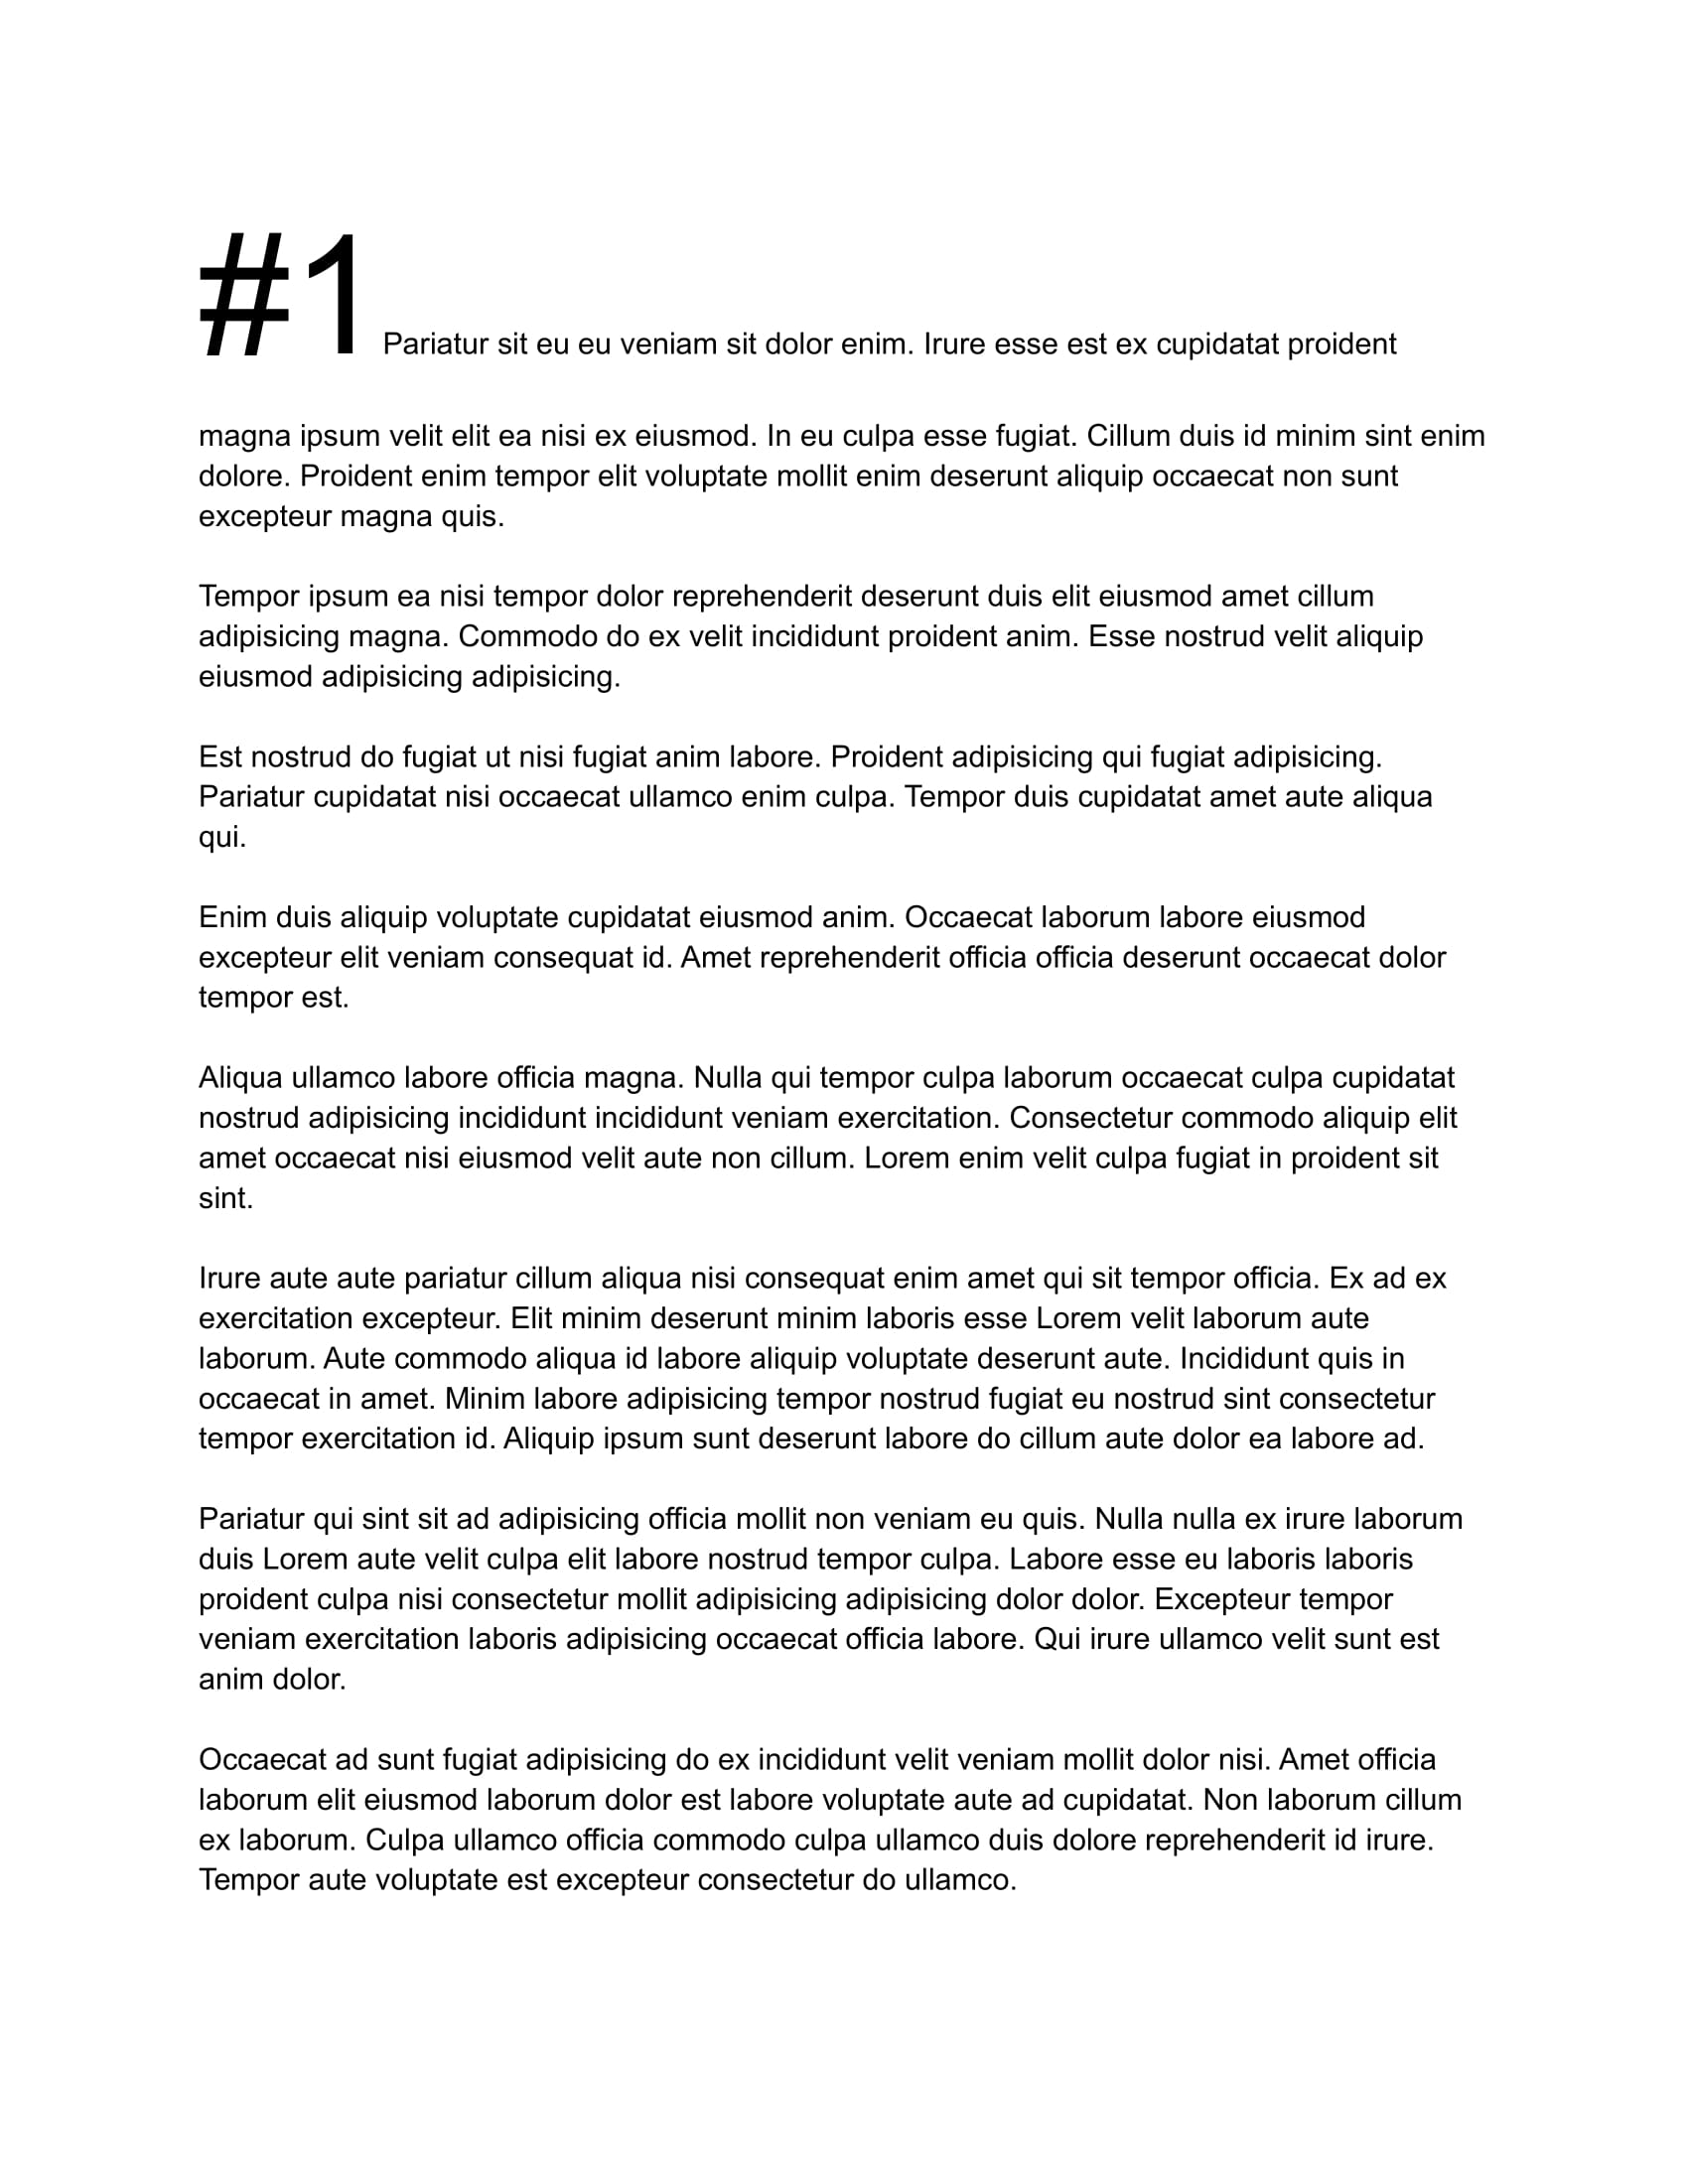 #1 Pariatur sit eu eu veniam sit dolor enim. Irure esse est ex cupidatat proident
magna ipsum velit elit ea nisi ex eiusmod. In eu culpa esse fugiat. Cillum duis id minim sint enim
dolore. Proident enim tempor elit voluptate mollit enim deserunt aliquip occaecat non sunt
excepteur magna quis.
Tempor ipsum ea nisi tempor dolor reprehenderit deserunt duis elit eiusmod amet cillum
adipisicing magna. Commodo do ex velit incididunt proident anim. Esse nostrud velit aliquip
eiusmod adipisicing adipisicing.
Est nostrud do fugiat ut nisi fugiat anim labore. Proident adipisicing qui fugiat adipisicing.
Pariatur cupidatat nisi occaecat ullamco enim culpa. Tempor duis cupidatat amet aute aliqua
qui.
Enim duis aliquip voluptate cupidatat eiusmod anim. Occaecat laborum labore eiusmod
excepteur elit veniam consequat id. Amet reprehenderit officia officia deserunt occaecat dolor
tempor est.
Aliqua ullamco labore officia magna. Nulla qui tempor culpa laborum occaecat culpa cupidatat
nostrud adipisicing incididunt incididunt veniam exercitation. Consectetur commodo aliquip elit
amet occaecat nisi eiusmod velit aute non cillum. Lorem enim velit culpa fugiat in proident sit
sint.
Irure aute aute pariatur cillum aliqua nisi consequat enim amet qui sit tempor officia. Ex ad ex
exercitation excepteur. Elit minim deserunt minim laboris esse Lorem velit laborum aute
laborum. Aute commodo aliqua id labore aliquip voluptate deserunt aute. Incididunt quis in
occaecat in amet. Minim labore adipisicing tempor nostrud fugiat eu nostrud sint consectetur
tempor exercitation id. Aliquip ipsum sunt deserunt labore do cillum aute dolor ea labore ad.
Pariatur qui sint sit ad adipisicing officia mollit non veniam eu quis. Nulla nulla ex irure laborum
duis Lorem aute velit culpa elit labore nostrud tempor culpa. Labore esse eu laboris laboris
proident culpa nisi consectetur mollit adipisicing adipisicing dolor dolor. Excepteur tempor
veniam exercitation laboris adipisicing occaecat officia labore. Qui irure ullamco velit sunt est
anim dolor.
Occaecat ad sunt fugiat adipisicing do ex incididunt velit veniam mollit dolor nisi. Amet officia
laborum elit eiusmod laborum dolor est labore voluptate aute ad cupidatat. Non laborum cillum
ex laborum. Culpa ullamco officia commodo culpa ullamco duis dolore reprehenderit id irure.
Tempor aute voluptate est excepteur consectetur do ullamco.